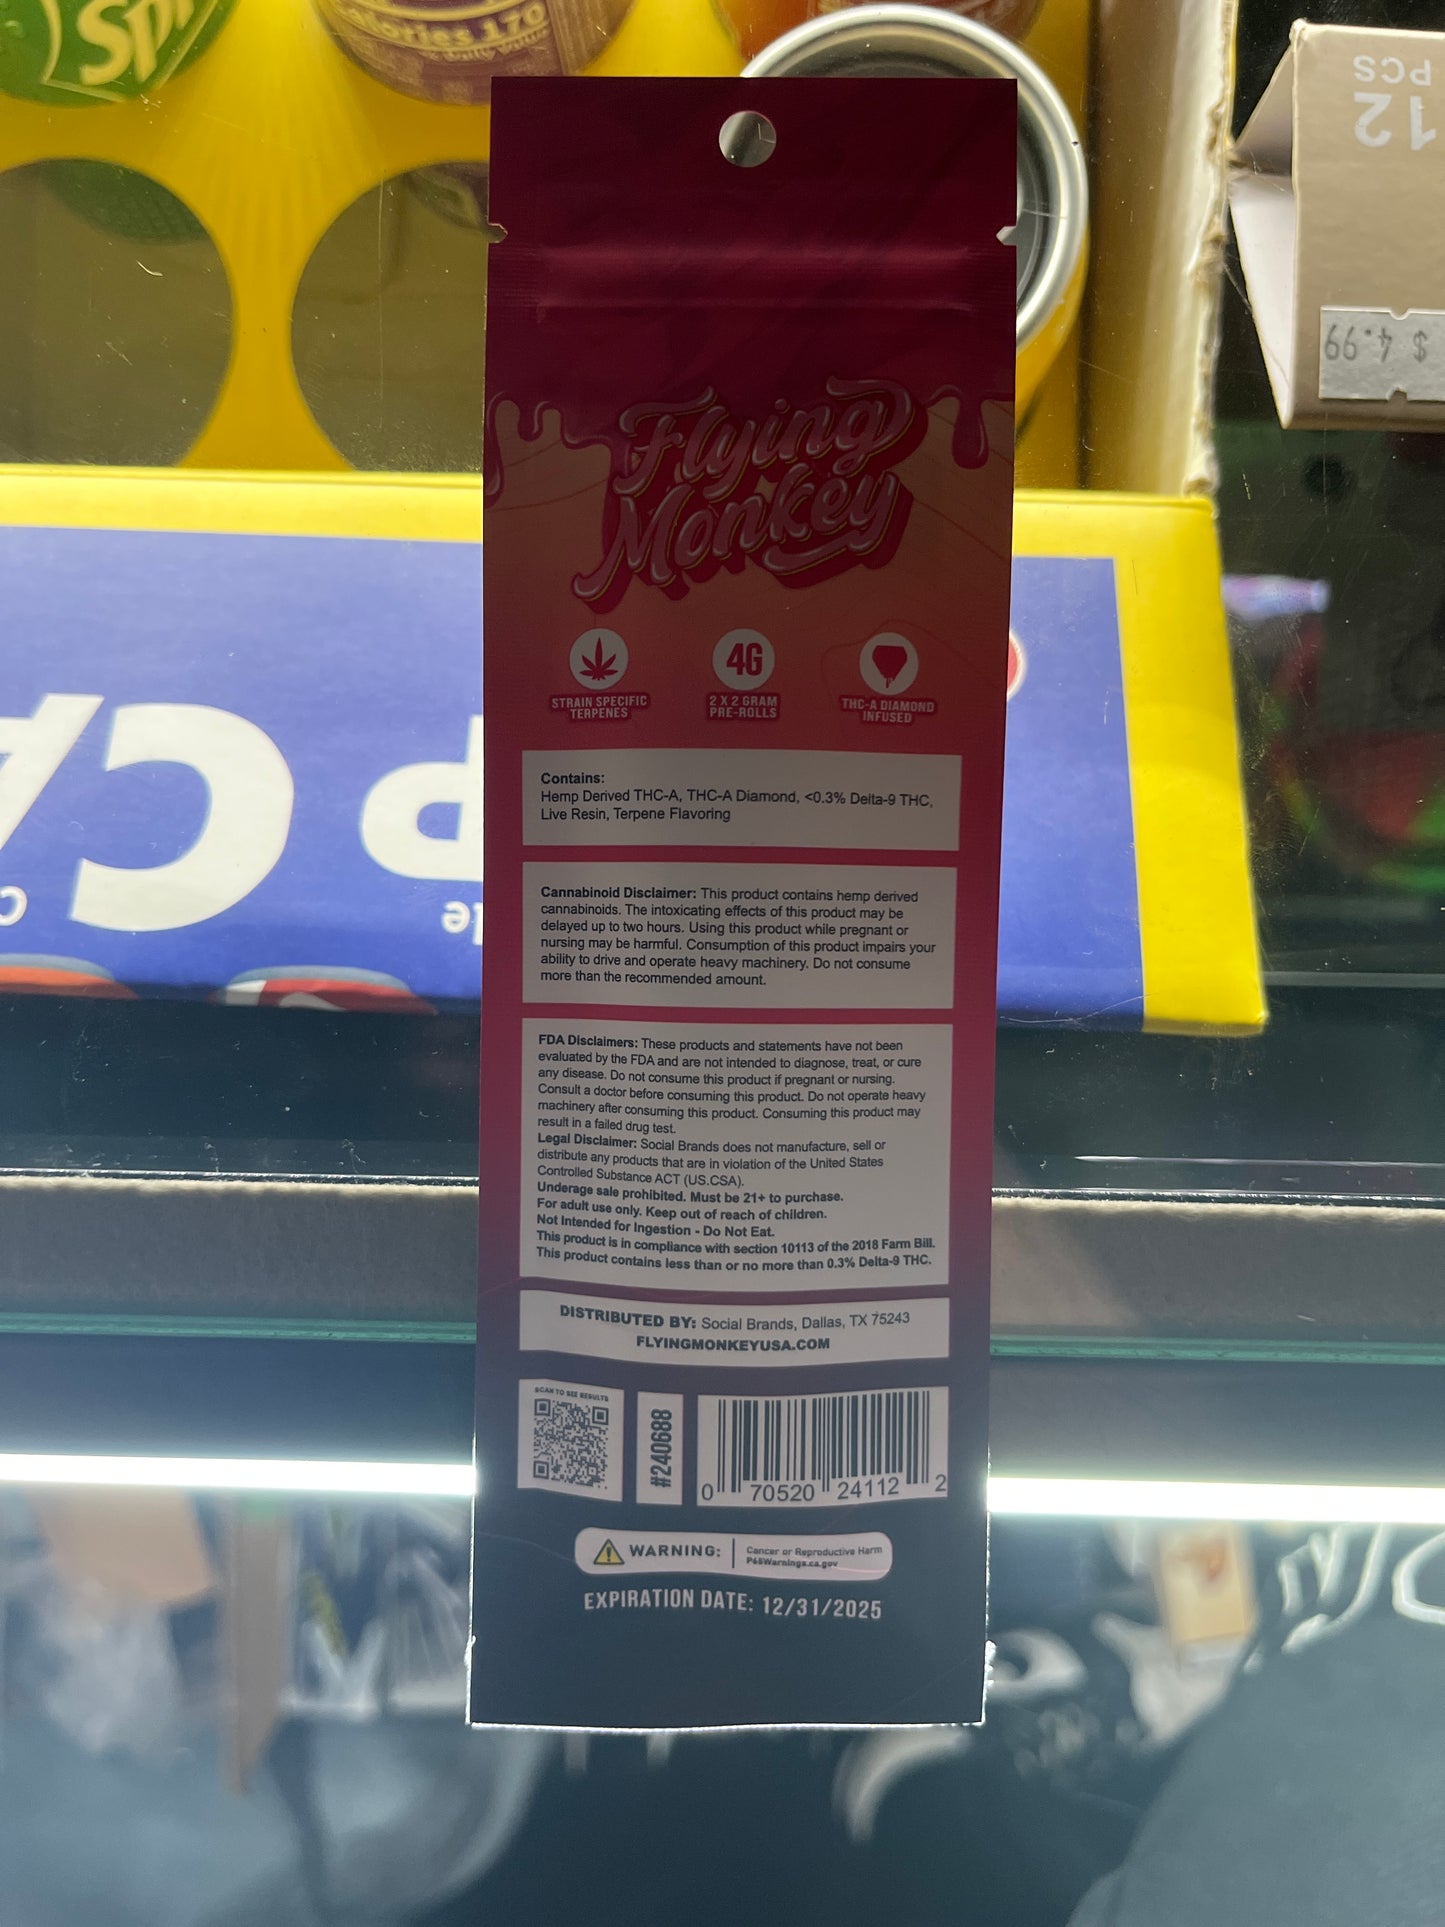 Spr
Calories 170
% Daily Value
12
PCS
$ 4.99
CA
P
Flying
Monkey
STRAIN SPECIFIC
TERPENES
4G
2 X 2 GRAM
PRE-ROLLS
THC-A DIAMOND
INFUSED
Contains:
Hemp Derived THC-A, THC-A Diamond, <0.3% Delta-9 THC,
Live Resin, Terpene Flavoring
Cannabinoid Disclaimer: This product contains hemp derived
cannabinoids. The intoxicating effects of this product may be
delayed up to two hours. Using this product while pregnant or
nursing may be harmful. Consumption of this product impairs your
ability to drive and operate heavy machinery. Do not consume
more than the recommended amount.
FDA Disclaimers: These products and statements have not been
evaluated by the FDA and are not intended to diagnose, treat, or cure
any disease. Do not consume this product if pregnant or nursing.
Consult a doctor before consuming this product. Do not operate heavy
machinery after consuming this product. Consuming this product may
result in a failed drug test.
Legal Disclaimer: Social Brands does not manufacture, sell or
distribute any products that are in violation of the United States
Controlled Substance ACT (US.CSA).
Underage sale prohibited. Must be 21+ to purchase.
For adult use only. Keep out of reach of children.
Not Intended for Ingestion - Do Not Eat.
This product is in compliance with section 10113 of the 2018 Farm Bill.
This product contains less than or no more than 0.3% Delta-9 THC.
DISTRIBUTED BY: Social Brands, Dallas, TX 75243
FLYINGMONKEYUSA.COM
SCAN TO SEE RESULTS
#240688
0 70520 24112 2
WARNING: Cancer or Reproductive Harm
P65Warnings.ca.gov
EXPIRATION DATE: 12/31/2025